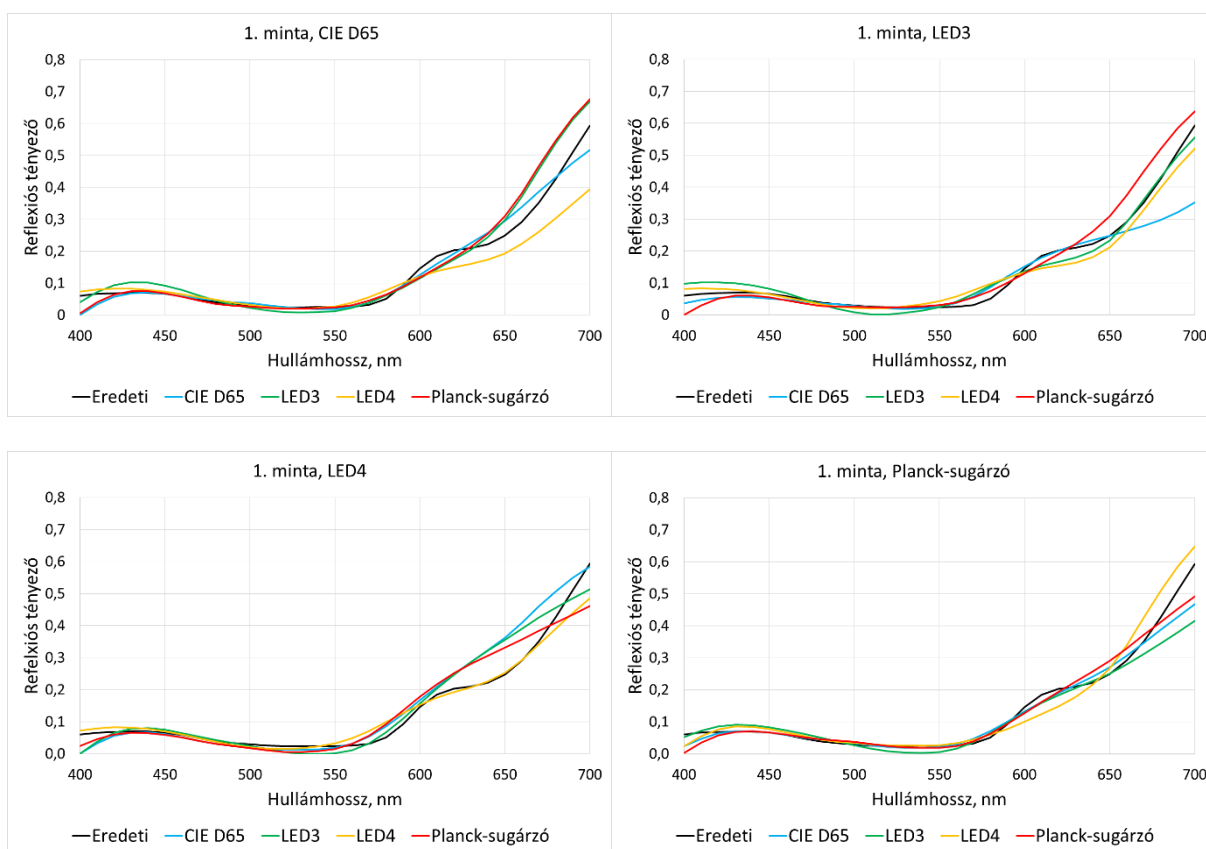 1. minta, CIE D65
0,8
0,7
0,6
0,5
0,4
0,3
0,2
0,1
0
Reflexiós tényező
400 450 500 550 600 650 700
Hullámhossz, nm
Eredeti CIE D65 LED3 LED4 Planck-sugárzó
1. minta, LED3
0,8
0,7
0,6
0,5
0,4
0,3
0,2
0,1
0
Reflexiós tényező
400 450 500 550 600 650 700
Hullámhossz, nm
Eredeti CIE D65 LED3 LED4 Planck-sugárzó
1. minta, LED4
0,8
0,7
0,6
0,5
0,4
0,3
0,2
0,1
0,0
Refelxiós tényező
400 450 500 550 600 650 700
Hullámhossz, nm
Eredeti CIE D65 LED3 LED4 Planck-sugárzó
1. minta, Planck-sugárzó
0,8
0,7
0,6
0,5
0,4
0,3
0,2
0,1
0,0
Reflexiós tényező
400 450 500 550 600 650 700
Hullámhossz, nm
Eredeti CIE D65 LED3 LED4 Planck-sugárzó